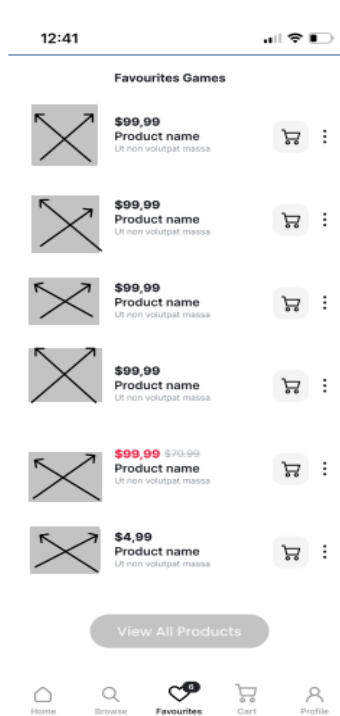 12:41
Favourites Games
$99,99
Product name
Ut non volutpat massa
$99,99
Product name
Ut non volutpat massa
$99,99
Product name
Ut non volutpat massa
$99,99
Product name
Ut non volutpat massa
$99,99 $70.99
Product name
Ut non volutpat massa
$4,99
Product name
Ut non volutpat massa
View All Products
6
Home Browse Favourites Cart Profile